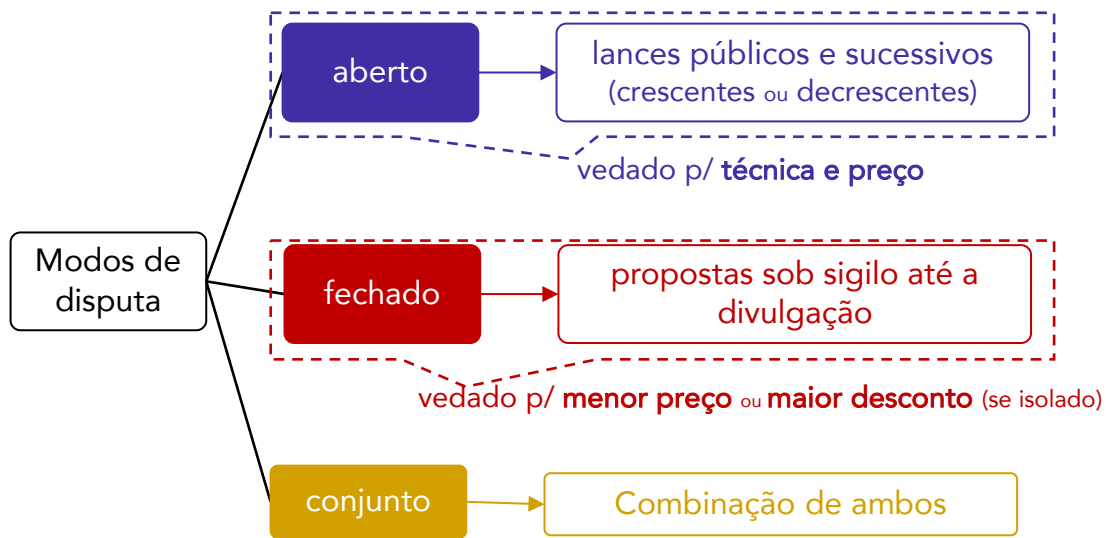 aberto
lances públicos e sucessivos
(crescentes ou decrescentes)
vedado p/ técnica e preço
Modos de
disputa
fechado
propostas sob sigilo até a
divulgação
vedado p/ menor preço ou maior desconto (se isolado)
conjunto
Combinação de ambos